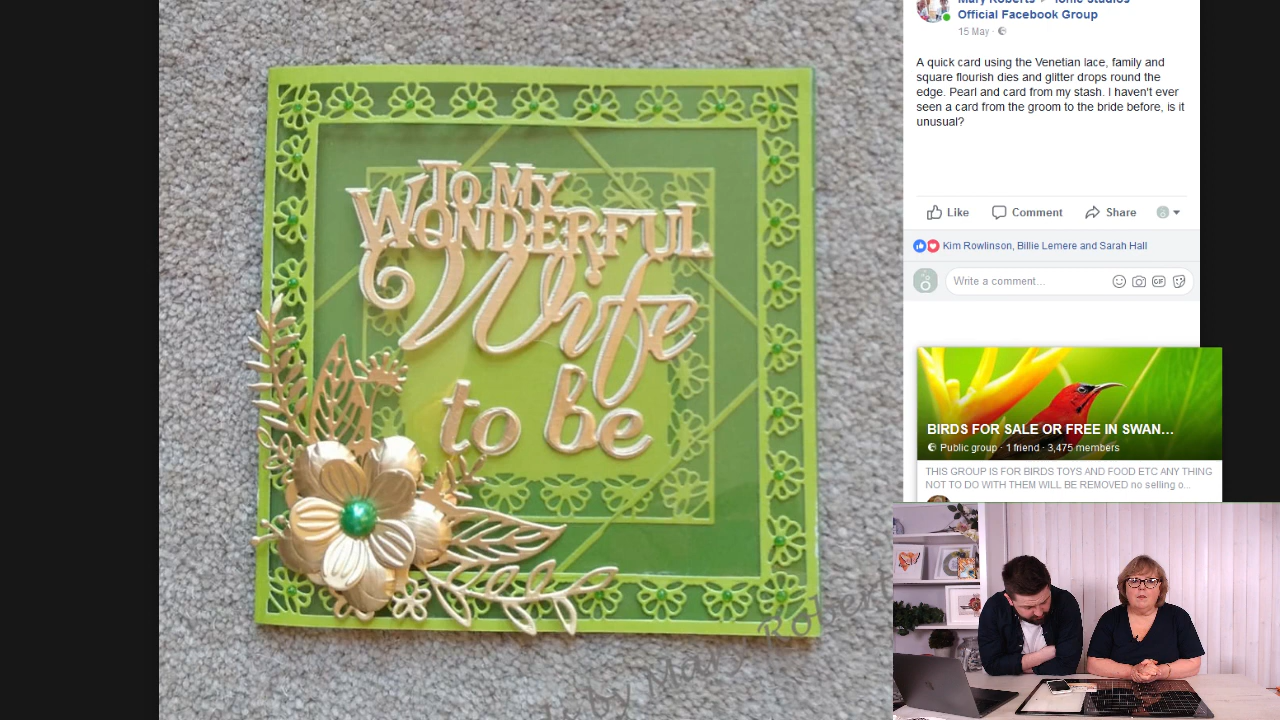 To My
Wonderful
Wife
to be
by Mary Roberts
Mary Roberts
Official Facebook Group
15 May
A quick card using the Venetian lace, family and
square flourish dies and glitter drops round the
edge. Pearl and card from my stash. I haven't ever
seen a card from the groom to the bride before, is it
unusual?
Like Comment Share
Kim Rowlinson, Billie Lemere and Sarah Hall
Write a comment...
GIF
BIRDS FOR SALE OR FREE IN SWAN...
Public group · 1 friend · 3,475 members
THIS GROUP IS FOR BIRDS TOYS AND FOOD ETC ANY THING
NOT TO DO WITH THEM WILL BE REMOVED no selling o...